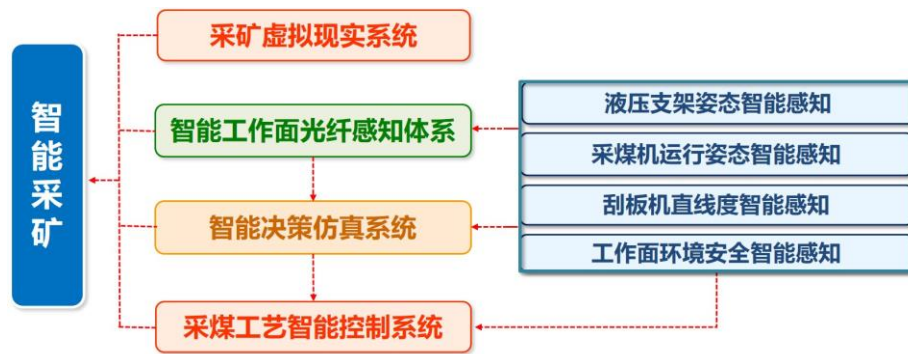 智能采矿
采矿虚拟现实系统
智能工作面光纤感知体系
智能决策仿真系统
采煤工艺智能控制系统
液压支架姿态智能感知
采煤机运行姿态智能感知
刮板机直线度智能感知
工作面环境安全智能感知